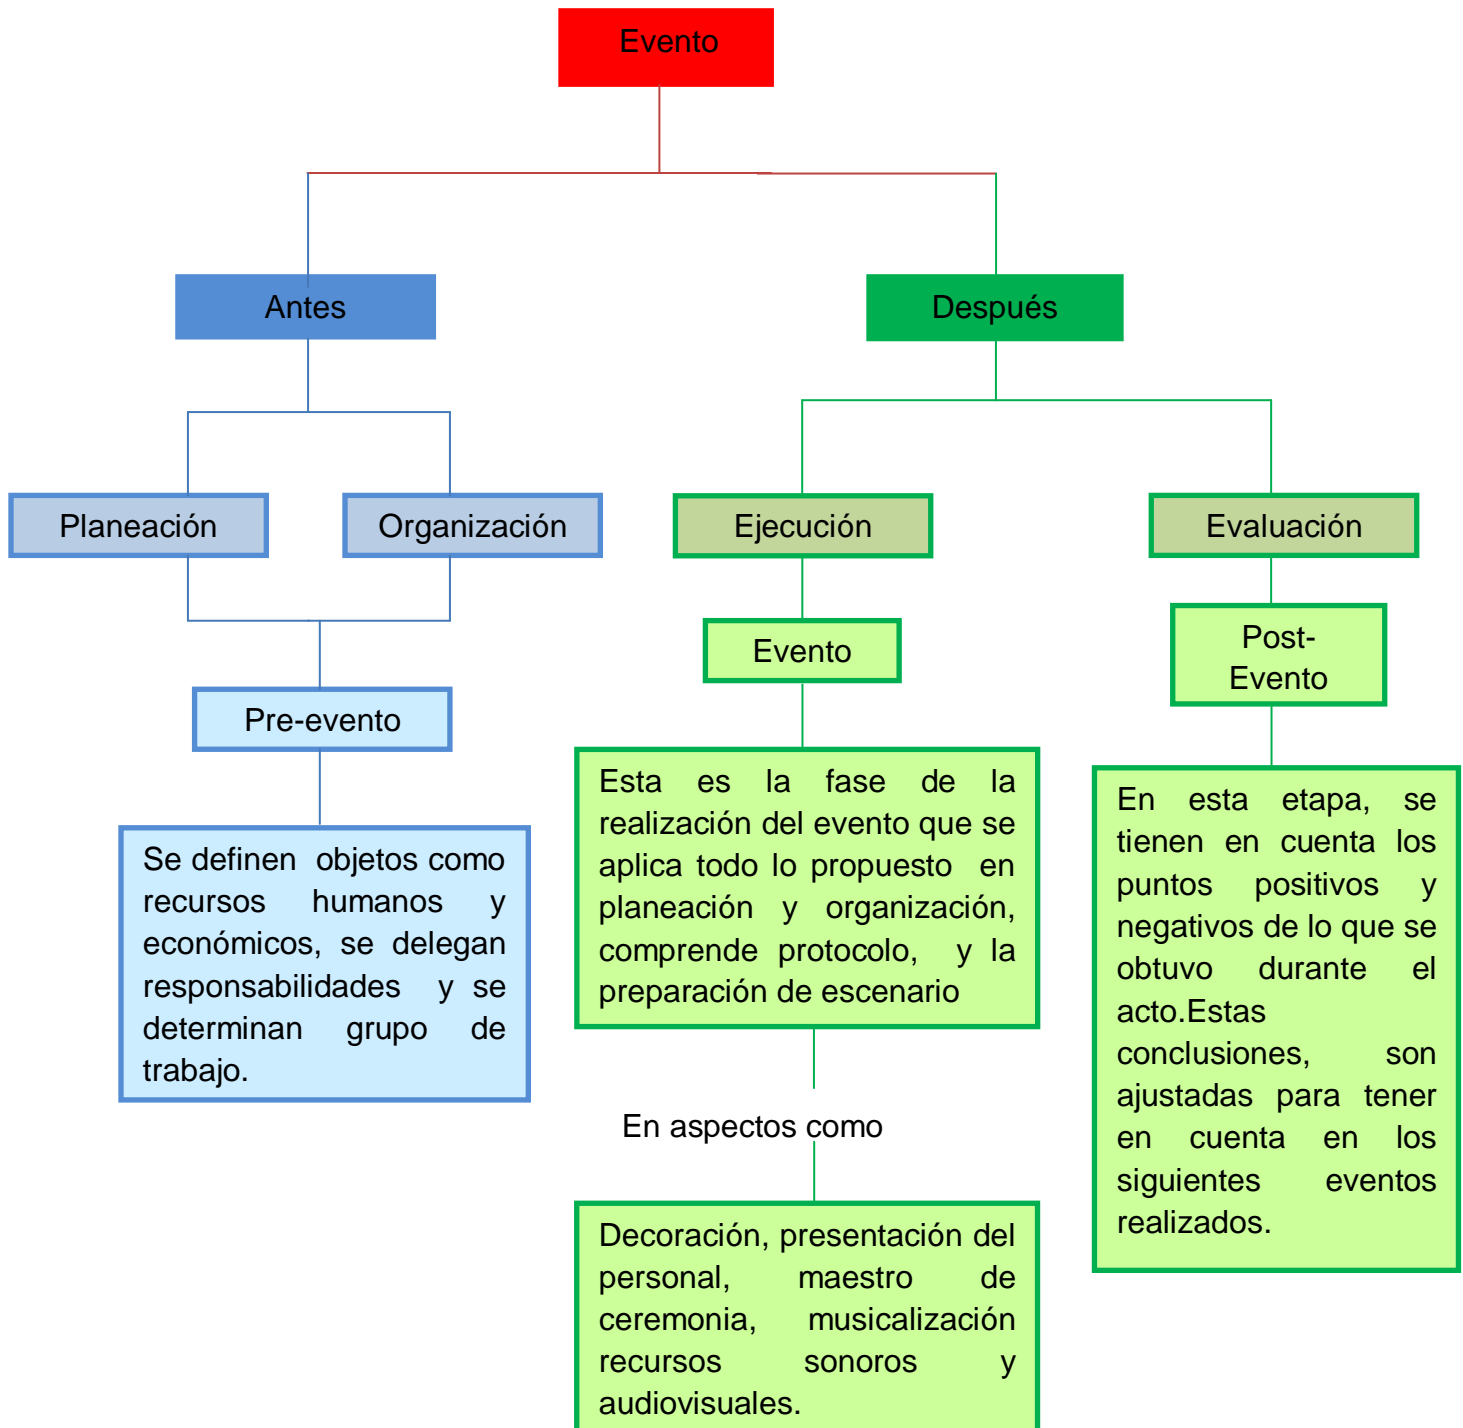 Evento
Antes
Después
Planeación
Organización
Ejecución
Evaluación
Pre-evento
Evento
Post-
Evento
Se definen objetos como
recursos humanos y
económicos, se delegan
responsabilidades y se
determinan grupo de
trabajo.
Esta es la fase de la
realización del evento que se
aplica todo lo propuesto en
planeación y organización,
comprende protocolo, y la
preparación de escenario
En aspectos como
Decoración, presentación del
personal, maestro de
ceremonia, musicalización
recursos sonoros y
audiovisuales.
En esta etapa, se
tienen en cuenta los
puntos positivos y
negativos de lo que se
obtuvo durante el
acto.Estas
conclusiones, son
ajustadas para tener
en cuenta en los
siguientes eventos
realizados.